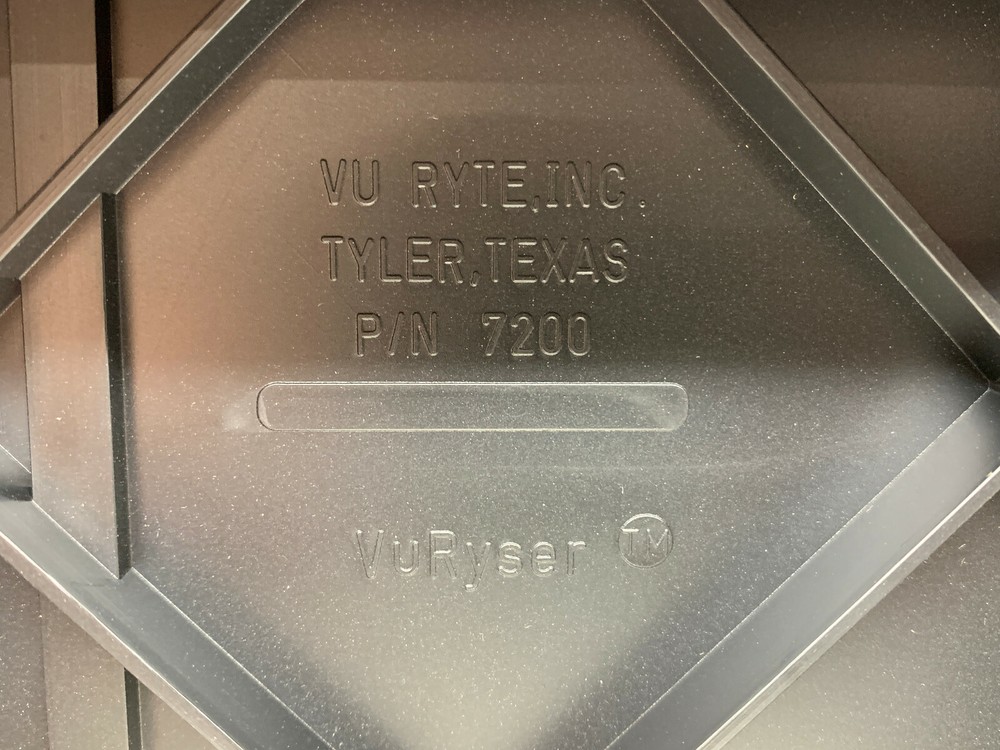 VU RYTE,INC.
TYLER,TEXAS
P/N 7200
VuRyser TM